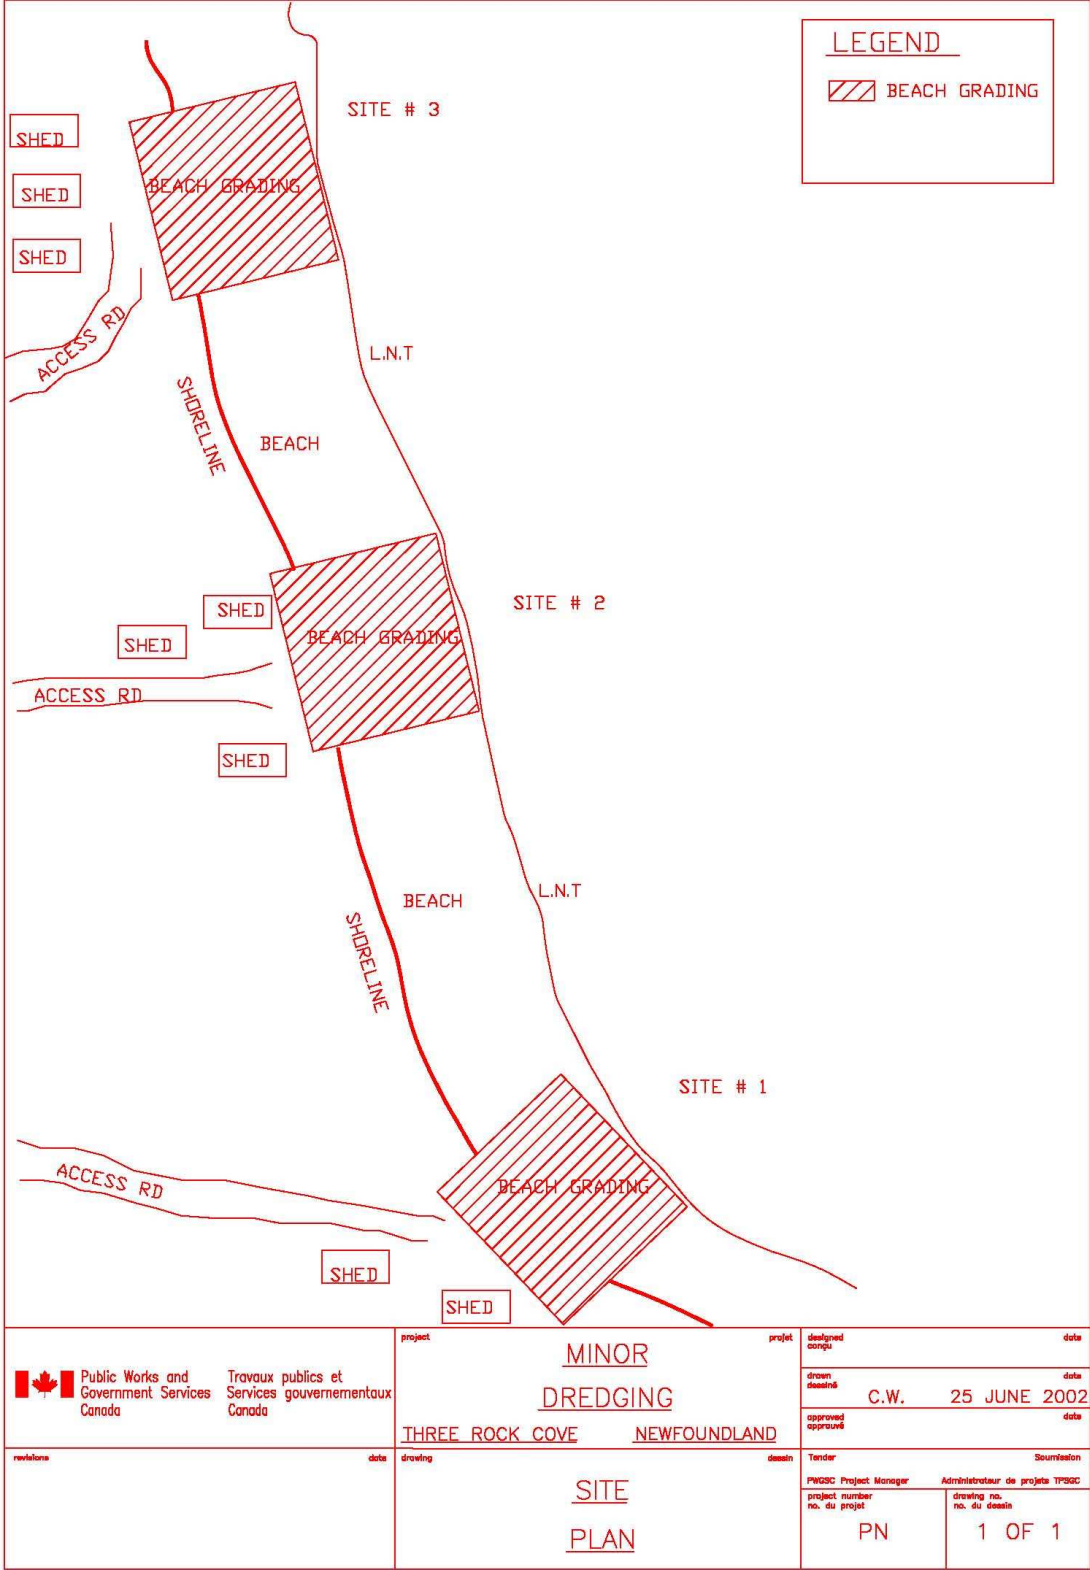 LEGEND
BEACH GRADING
SITE # 3
SHED
BEACH GRADING
SHED
SHED
ACCESS RD
L.N.T
SHORELINE
BEACH
SITE # 2
SHED
BEACH GRADING
SHED
ACCESS RD
SHED
L.N.T
BEACH
SHORELINE
SITE # 1
ACCESS RD
BEACH GRADING
SHED
SHED
Public Works and
Government Services
Canada
Travaux publics et
Services gouvernementaux
Canada
project
projet
MINOR
DREDGING
THREE ROCK COVE NEWFOUNDLAND
designed
conçu
date
drawn
dessiné
date
C.W. 25 JUNE 2002
approved
approuvé
date
revisions
date
drawing
dessin
SITE
PLAN
Tender
Soumission
PWGSC Project Manager
Administrateur de projets TPSGC
project number
no. du projet
PN
drawing no.
no. du dessin
1 OF 1